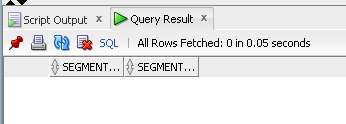 Script Output x Query Result x
SQL | All Rows Fetched: 0 in 0.05 seconds
SEGMENT... SEGMENT...